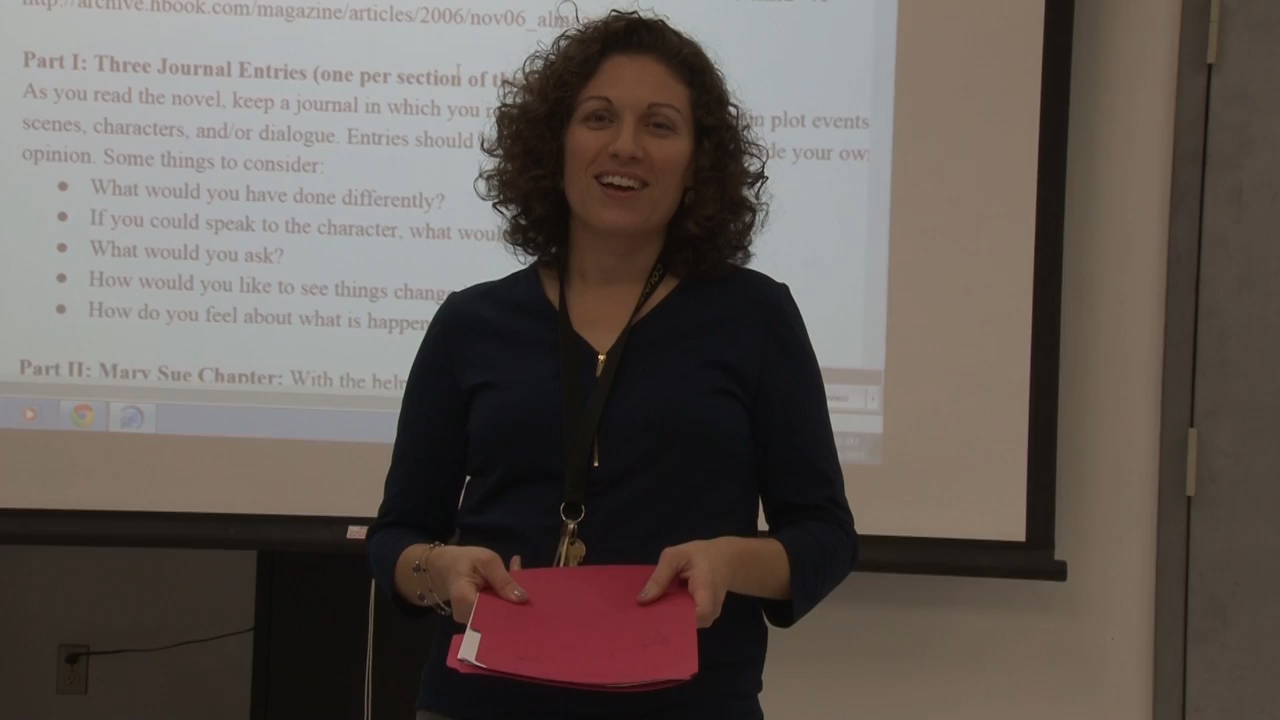 http://archive.hbook.com/magazine/articles/2006/nov06_alm
Part I: Three Journal Entries (one per section of th
As you read the novel, keep a journal in which you r n plot events
scenes, characters, and/or dialogue. Entries should de your own
opinion. Some things to consider:
What would you have done differently?
If you could speak to the character, what woul
What would you ask?
How would you like to see things chang
How do you feel about what is happen
Part II: Mary Sue Chapter: With the help